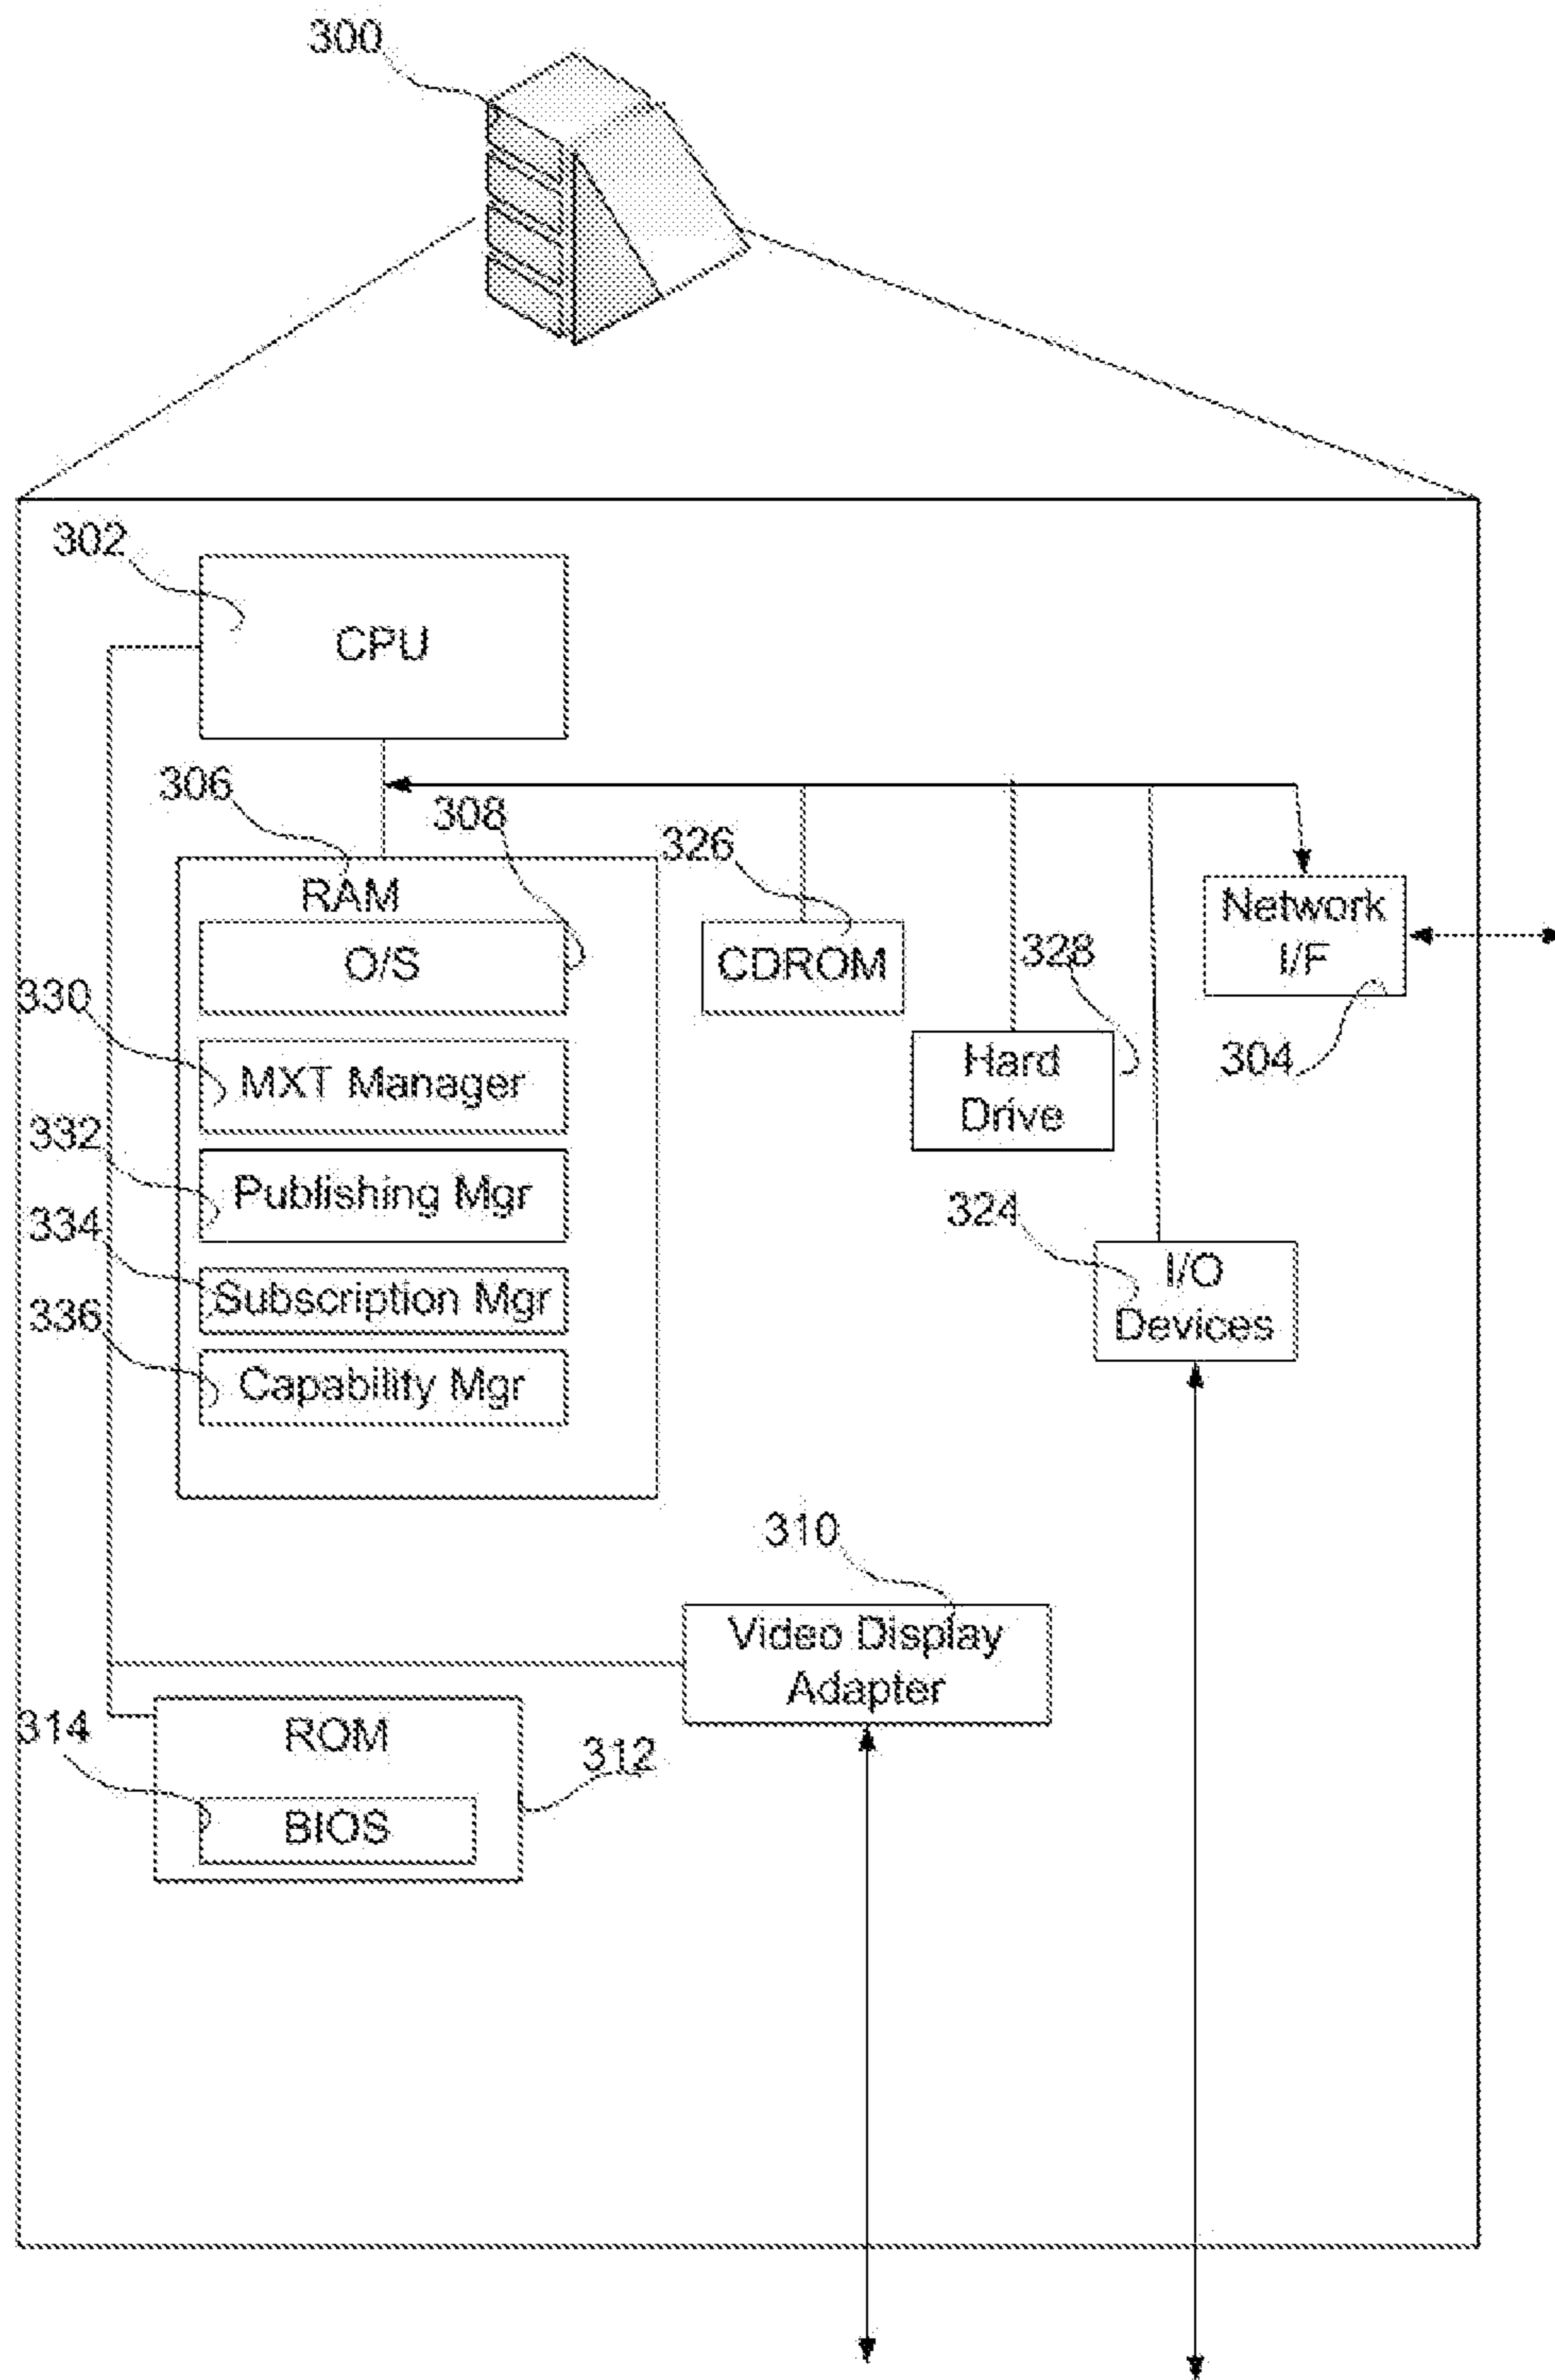 300
302
CPU
306
308
RAM
O/S
326
CDROM
Network
I/F
304
328
Hard
Drive
330
MXT Manager
332
Publishing Mgr
334
Subscription Mgr
336
Capability Mgr
324
I/O
Devices
310
Video Display
Adapter
314
ROM
312
BIOS